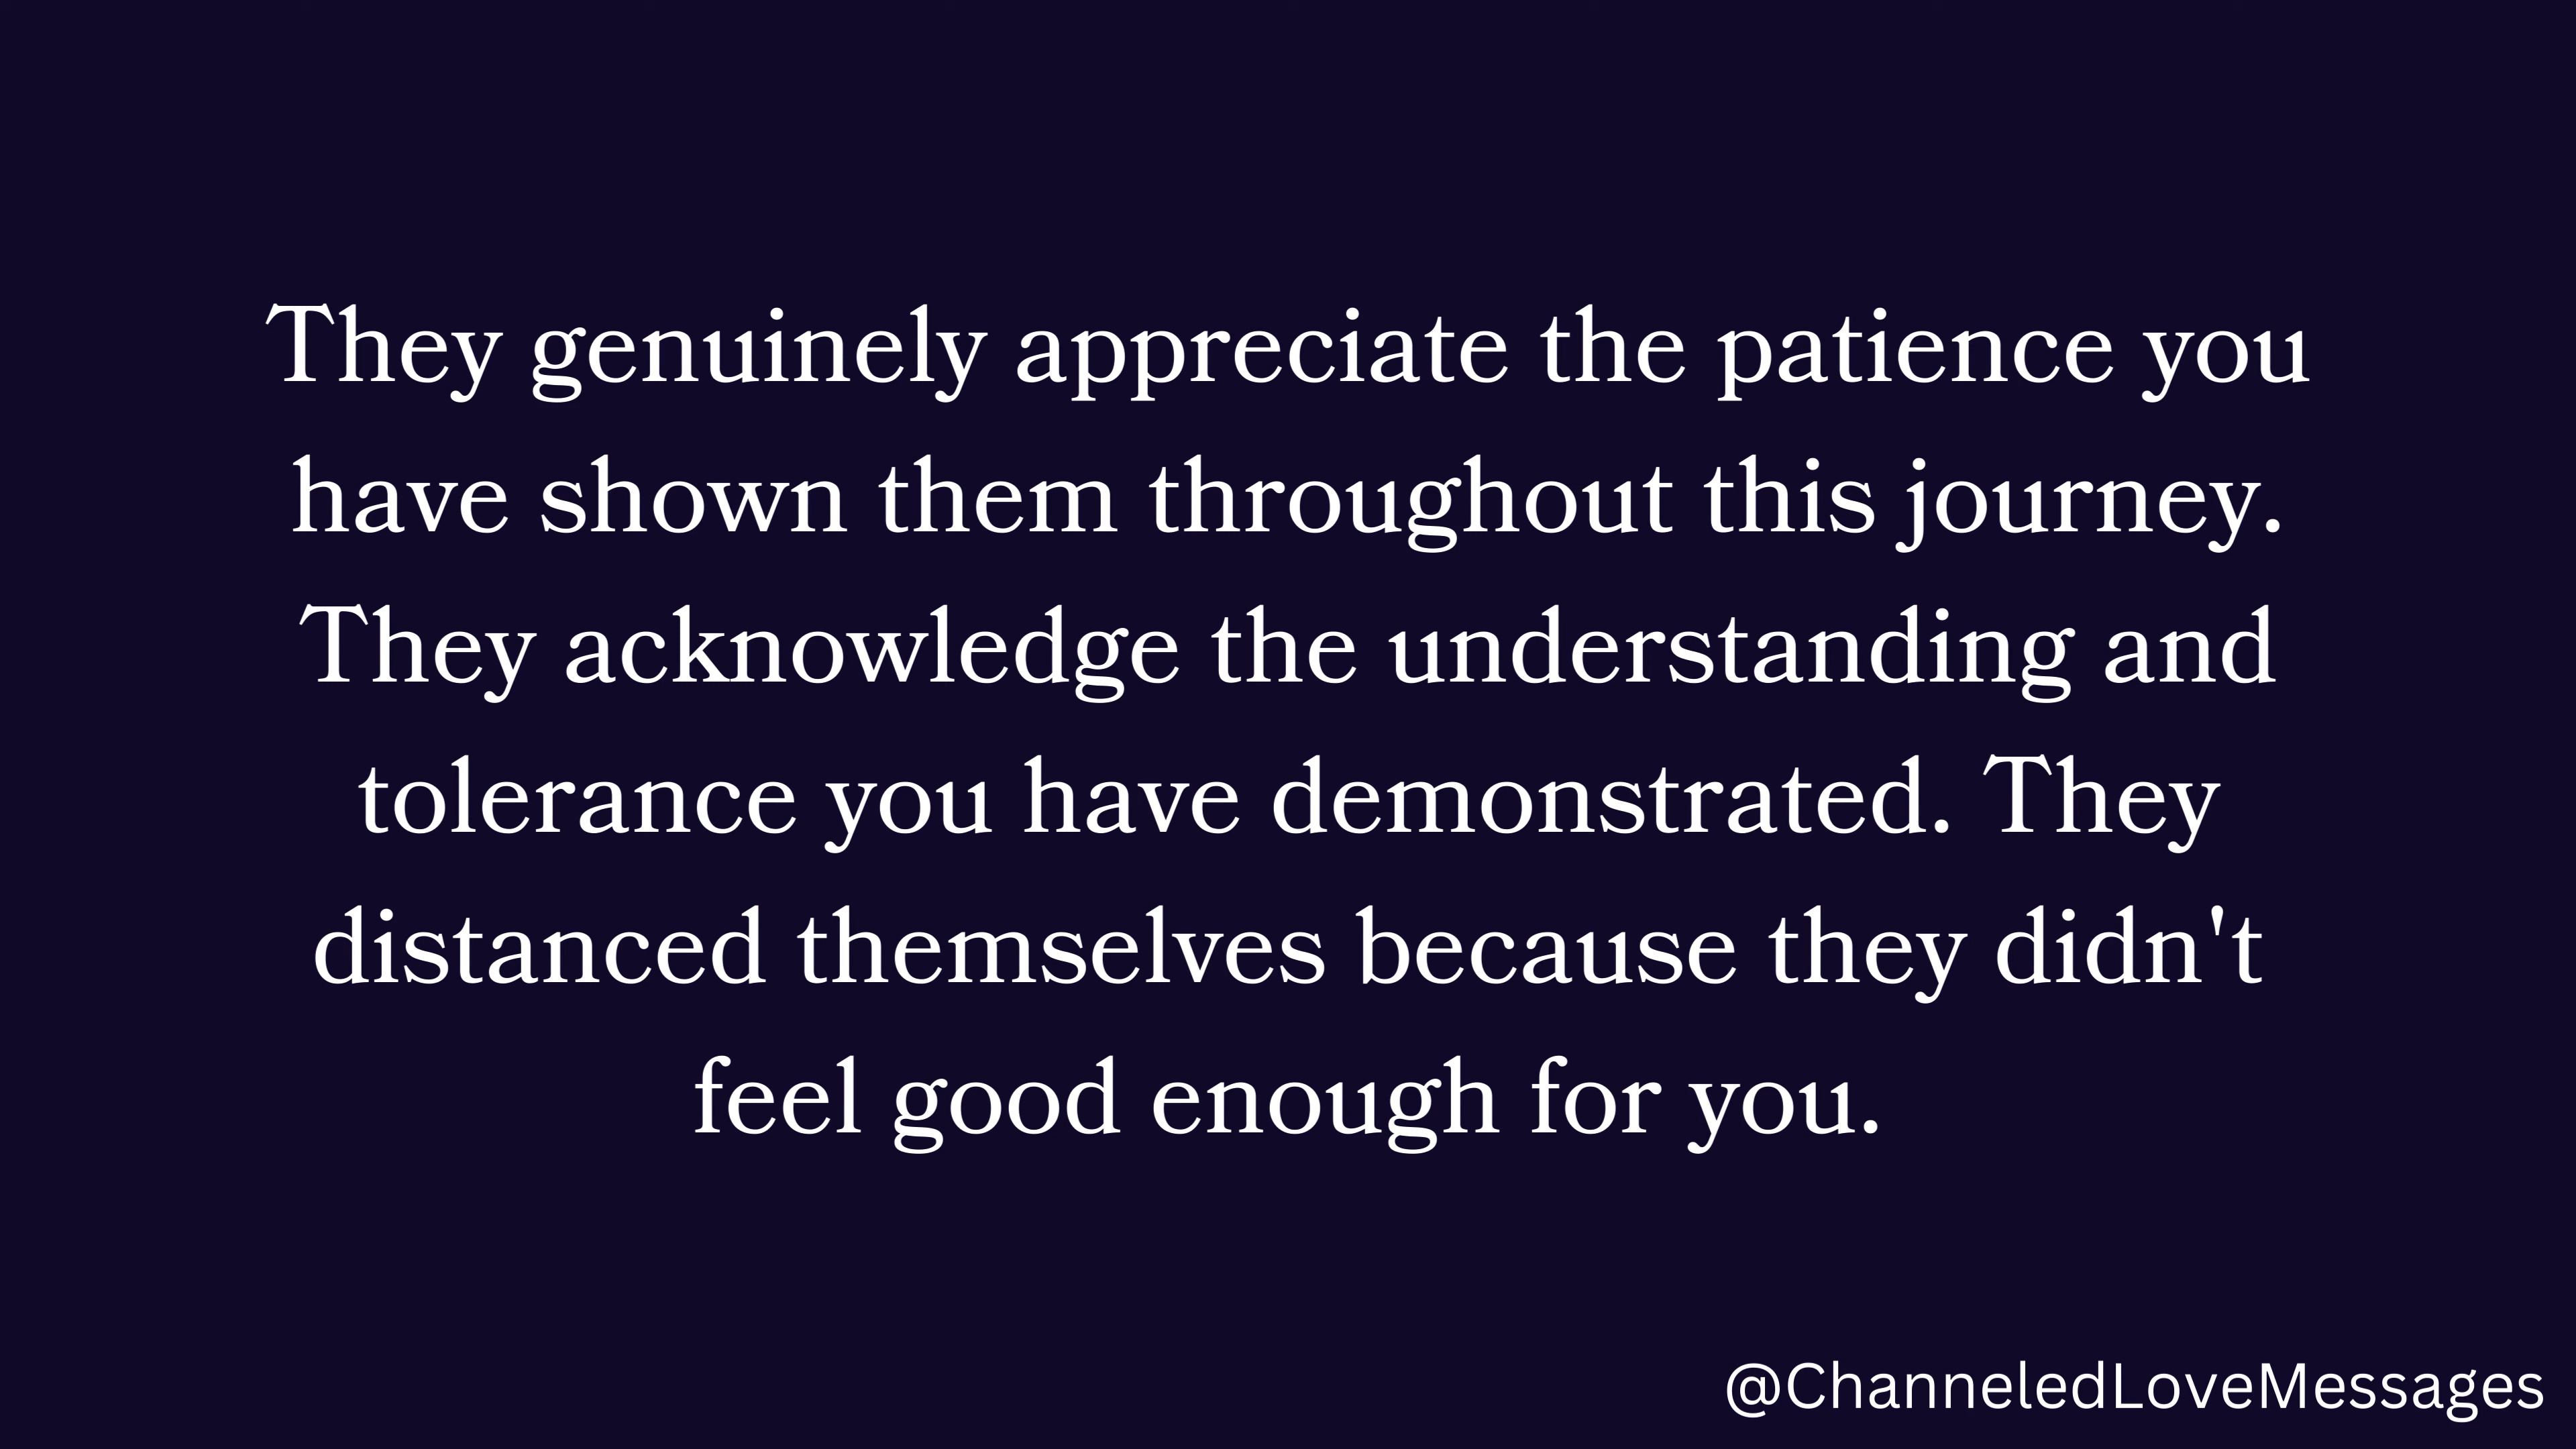 They genuinely appreciate the patience you
have shown them throughout this journey.
They acknowledge the understanding and
tolerance you have demonstrated. They
distanced themselves because they didn't
feel good enough for you.
@ChanneledLoveMessages